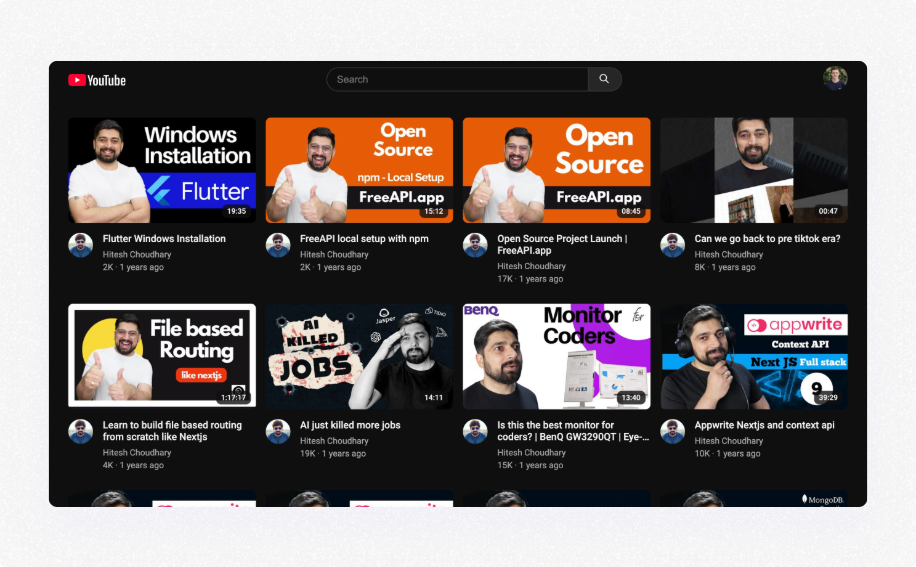 YouTube
Search
Windows
Installation
Flutter
19:35
Open
Source
npm - Local Setup
FreeAPI.app
15:12
Open
Source
FreeAPI.app
08:45
00:47
Flutter Windows Installation
Hitesh Choudhary
2K · 1 years ago
FreeAPI local setup with npm
Hitesh Choudhary
2K · 1 years ago
Open Source Project Launch |
FreeAPI.app
Hitesh Choudhary
17K · 1 years ago
Can we go back to pre tiktok era?
Hitesh Choudhary
8K · 1 years ago
File based
Routing
like nextjs
1:17:17
AI
KILLED
JOBS
Jasper
TOME
14:11
BenQ
Monitor
for
Coders
13:40
appwrite
Context API
Next JS Full stack
9
39:29
Learn to build file based routing
from scratch like Nextjs
Hitesh Choudhary
4K · 1 years ago
AI just killed more jobs
Hitesh Choudhary
19K · 1 years ago
Is this the best monitor for
coders? | BenQ GW3290QT | Eye-...
Hitesh Choudhary
15K · 1 years ago
Appwrite Nextjs and context api
Hitesh Choudhary
10K · 1 years ago
MongoDB